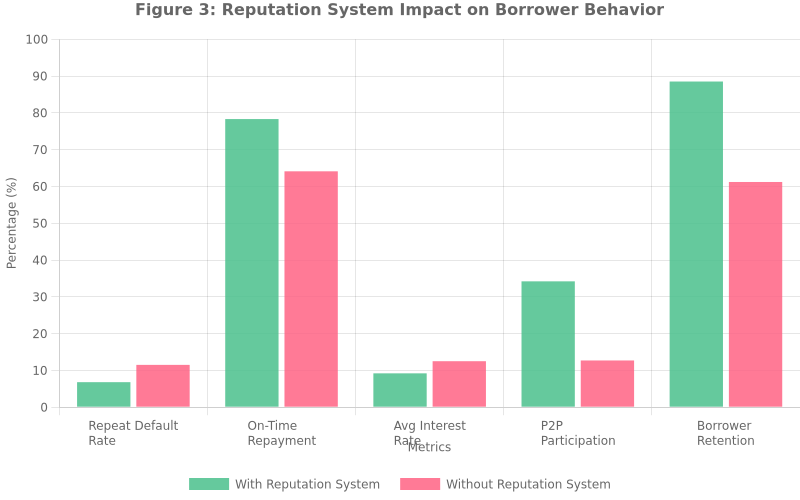 Figure 3: Reputation System Impact on Borrower Behavior
100
90
80
70
60
50
40
30
20
10
0
Percentage (%)
Repeat Default
Rate
On-Time
Repayment
Avg Interest
Rate
P2P
Participation
Borrower
Retention
Metrics
With Reputation System
Without Reputation System